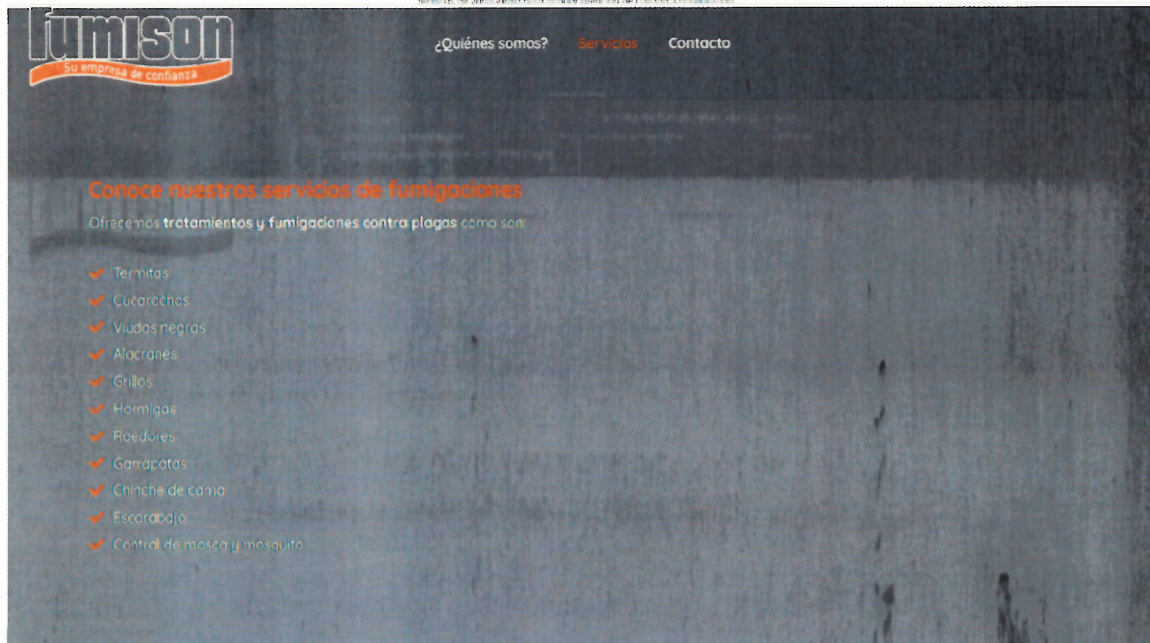 fumison
Su empresa de confianza
¿Quiénes somos? Servicios Contacto
Conoce nuestros servicios de fumigaciones
Ofrecemos tratamientos y fumigaciones contra plagas como son:
Termitas
Cucarachas
Viudas negras
Alacranes
Grillos
Hormigas
Roedores
Garrapatas
Chinche de cama
Escarabajo
Control de mosca y mosquito